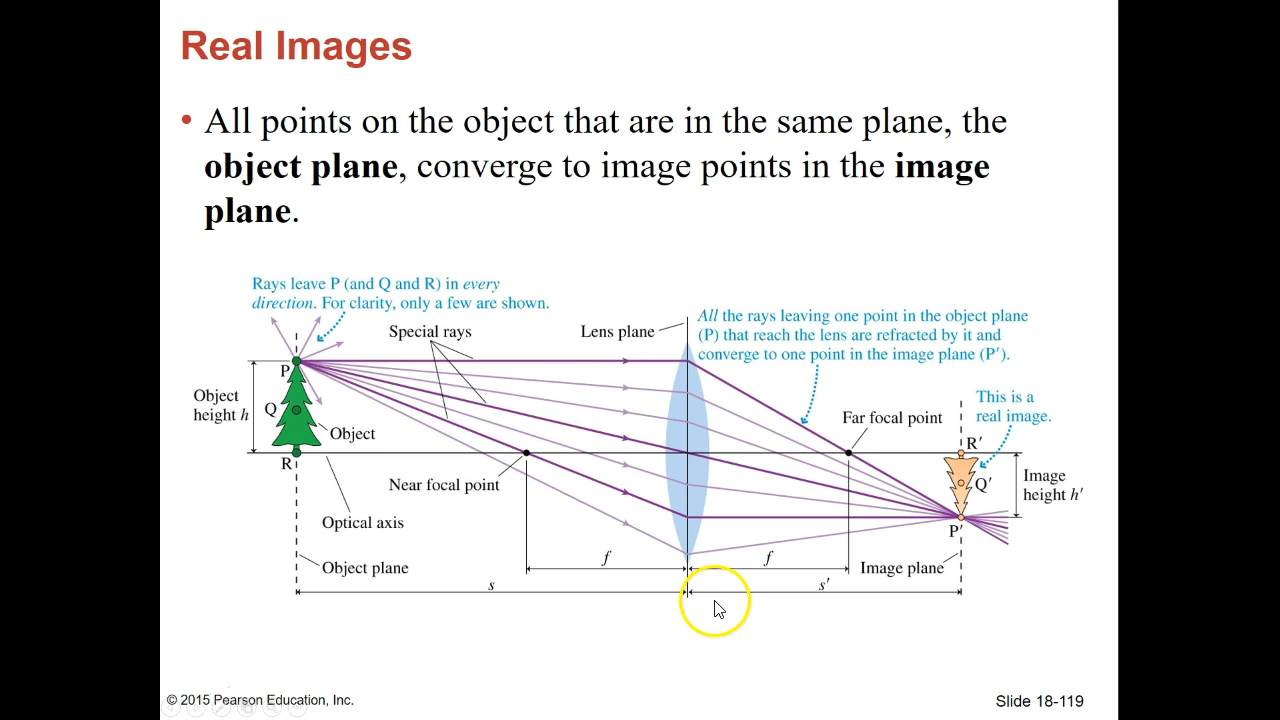 Real Images
• All points on the object that are in the same plane, the
object plane, converge to image points in the image
plane.
Rays leave P (and Q and R) in every
direction. For clarity, only a few are shown.
Special rays
Lens plane
All the rays leaving one point in the object plane
(P) that reach the lens are refracted by it and
converge to one point in the image plane (P′).
This is a
real image.
P
Object
height h
Q
Object
R
Far focal point
R′
Q′
Image
height h′
Near focal point
Optical axis
P′
Object plane
f
f
Image plane
s
s′
© 2015 Pearson Education, Inc.
Slide 18-119